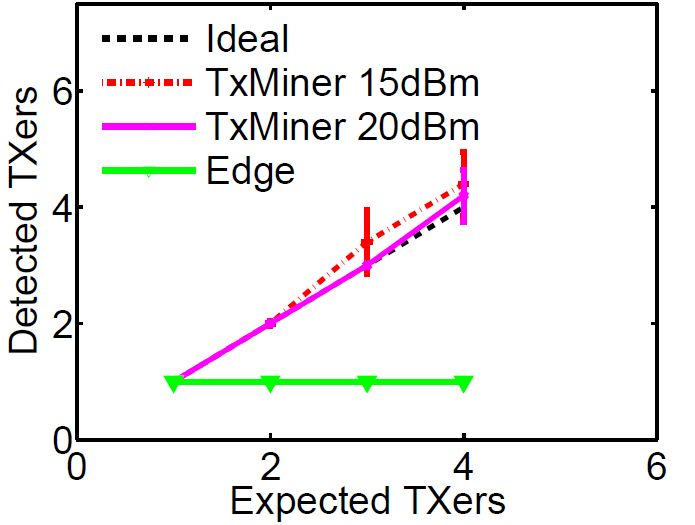 Ideal
TxMiner 15dBm
TxMiner 20dBm
Edge
Detected TXers
6
4
2
0
0 2 4 6
Expected TXers